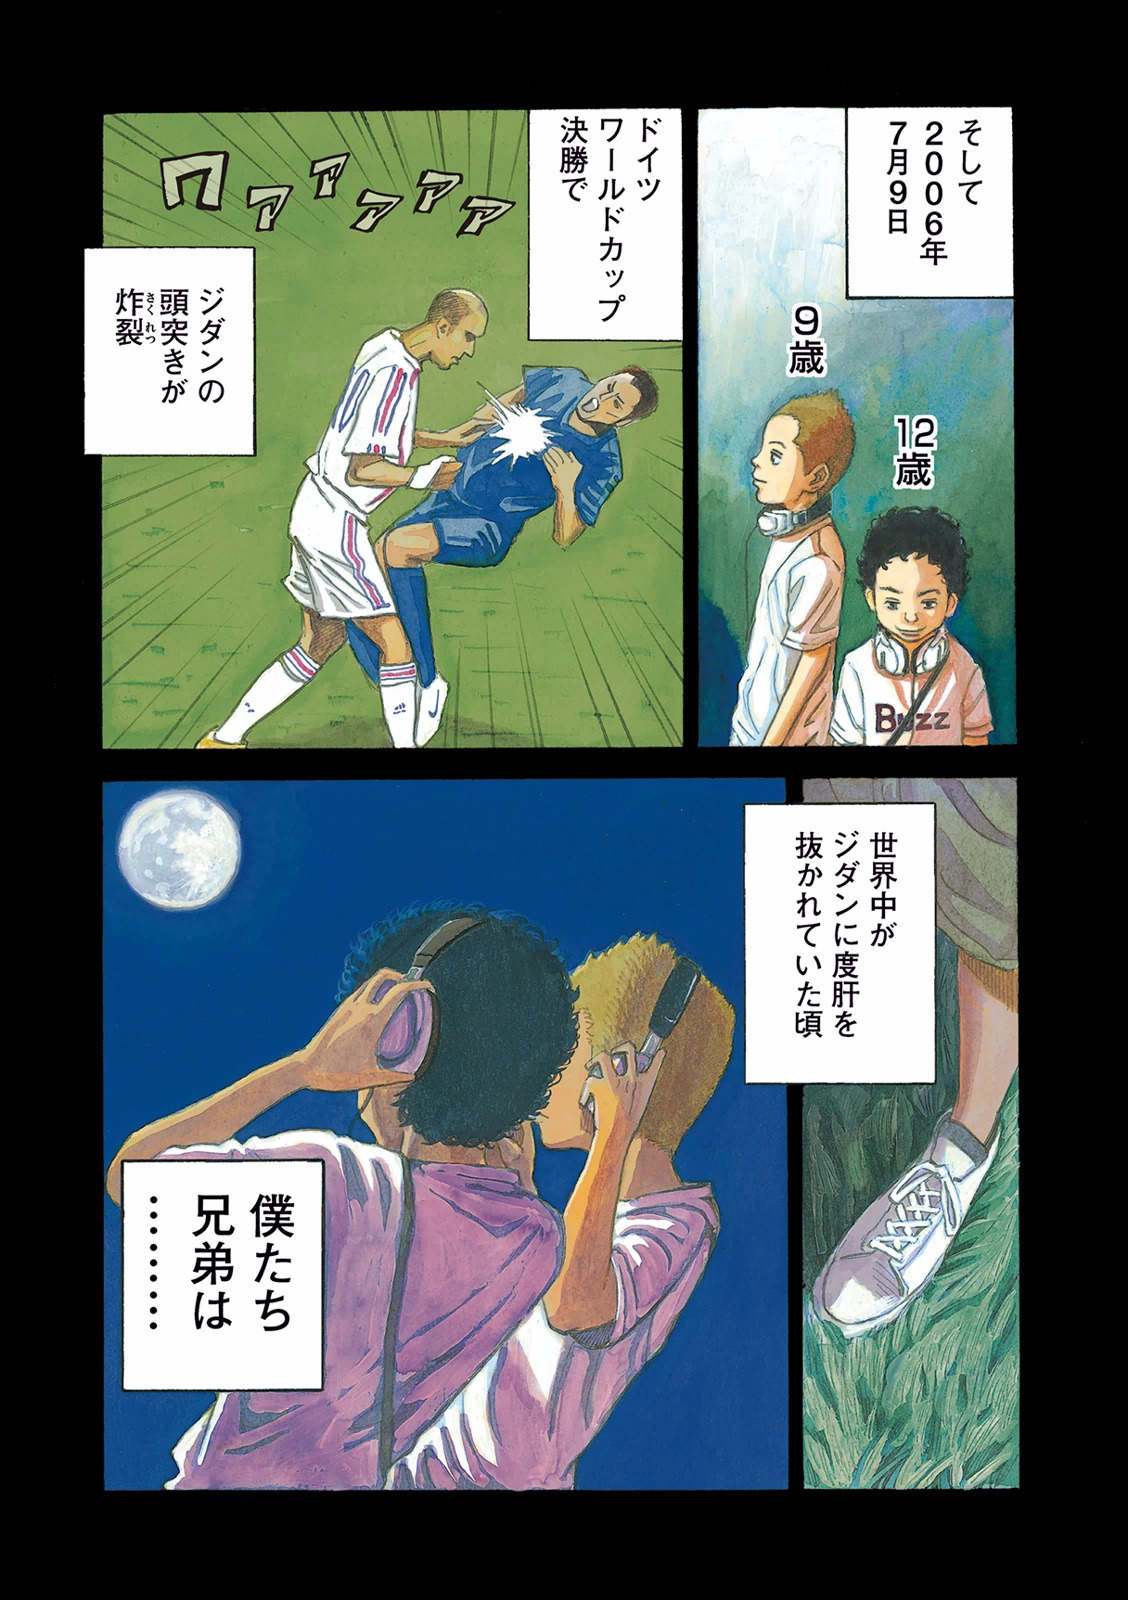 そして
2006年
7月9日
9歳
12歳
Buzz
ドイツ
ワールドカップ
決勝で
ワァァァァァ
ジダンの
頭突きが
炸裂
さくれつ
世界中が
ジダンに度肝を
抜かれていた頃
僕たち
兄弟は
………